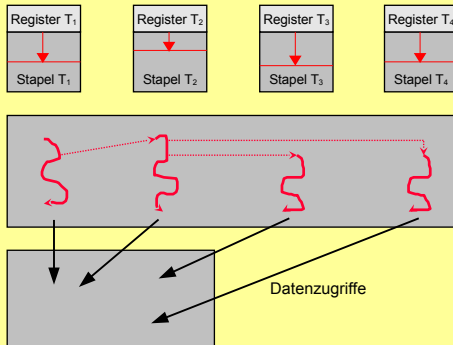 Register T₁
Register T₂
Register T₃
Register T₄
Stapel T₁
Stapel T₂
Stapel T₃
Stapel T₄
Datenzugriffe